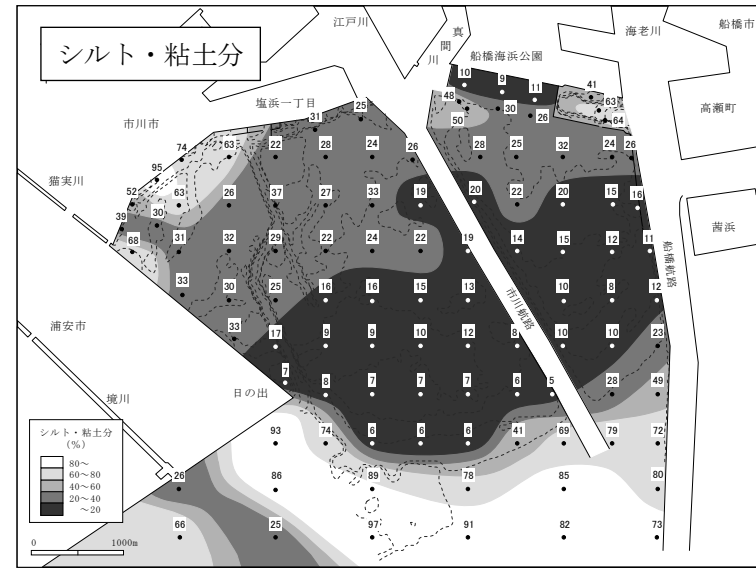 シルト・粘土分
江戸川
真間川
船橋海浜公園
海老川
船橋市
高瀬町
茜浜
船橋航路
市川航路
塩浜一丁目
市川市
猫実川
浦安市
境川
日の出
10 9 11 41
48 30 26 63
50 64
31 25
74 63 22 28 24 26 28 25 32 24 26
95
52 63 26 37 27 33 19 20 22 20 15 16
39 30
68 31 32 29 22 24 22 19 14 15 12 11
33 30 25 16 16 15 13 10 8 12
33 17 9 9 10 12 8 10 10 23
7 8 7 7 7 6 5 28 49
93 74 6 6 6 41 69 79 72
26 86 89 78 85 80
66 25 97 91 82 73
シルト・粘土分
(%)
80～
60～80
40～60
20～40
～20
0 1000m